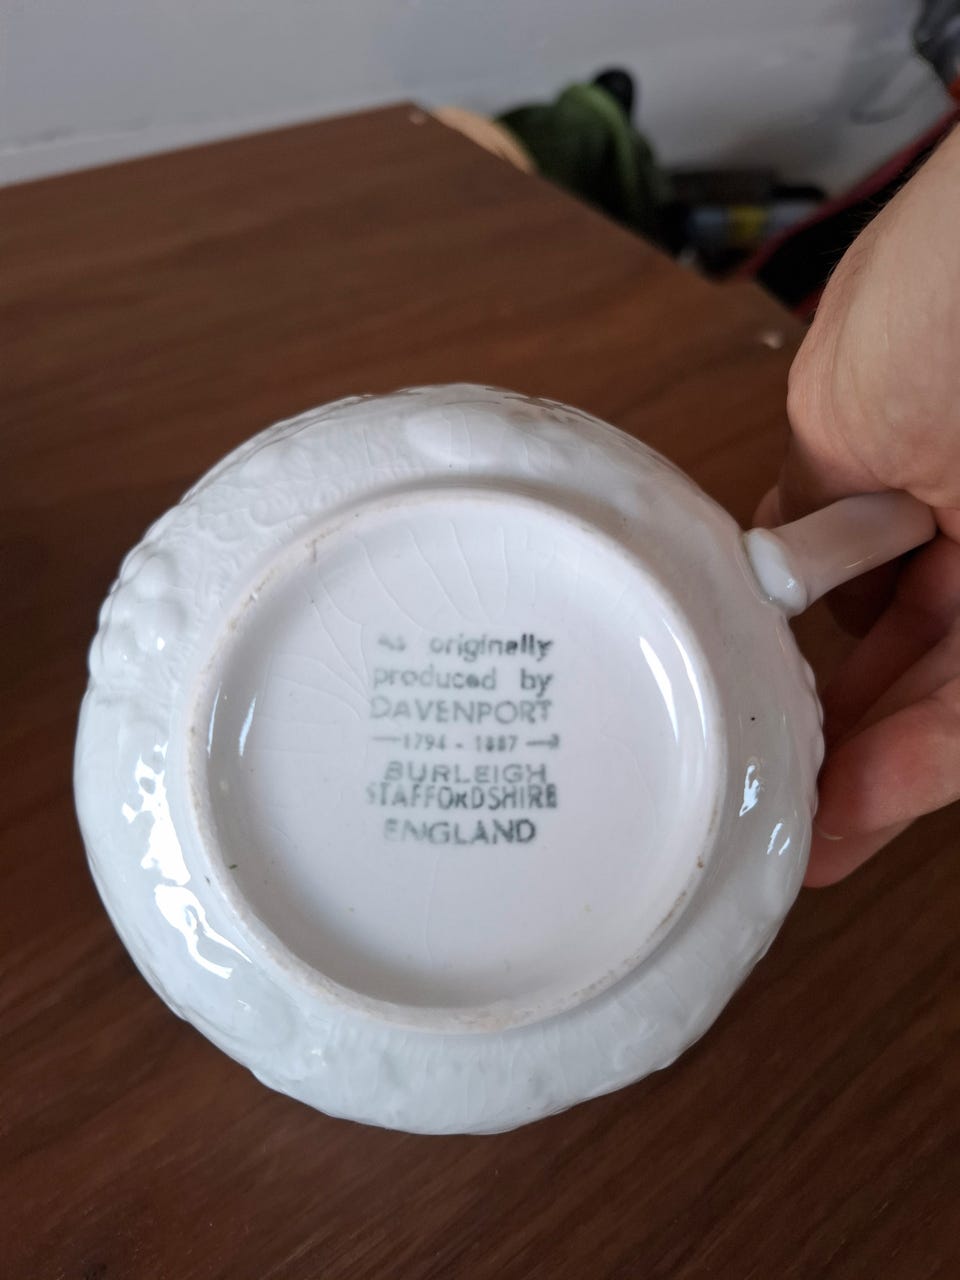 As originally
produced by
DAVENPORT
—1794 - 1887—
BURLEIGH
STAFFORDSHIRE
ENGLAND